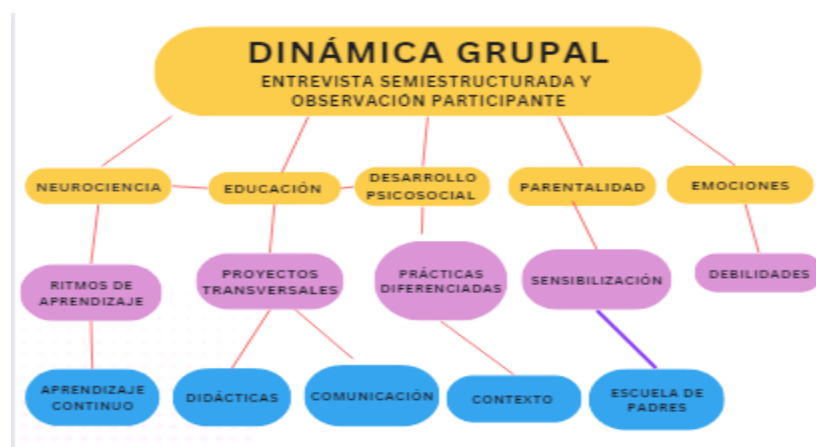 DINÁMICA GRUPAL
ENTREVISTA SEMIESTRUCTURADA Y
OBSERVACIÓN PARTICIPANTE
NEUROCIENCIA
EDUCACIÓN
DESARROLLO
PSICOSOCIAL
PARENTALIDAD
EMOCIONES
RITMOS DE
APRENDIZAJE
PROYECTOS
TRANSVERSALES
PRÁCTICAS
DIFERENCIADAS
SENSIBILIZACIÓN
DEBILIDADES
APRENDIZAJE
CONTINUO
DIDÁCTICAS
COMUNICACIÓN
CONTEXTO
ESCUELA DE
PADRES